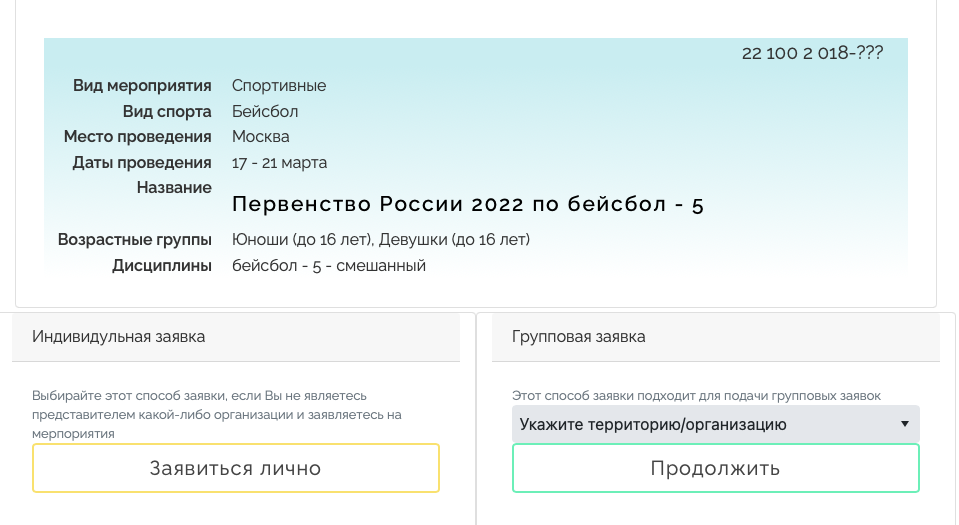 22 100 2 018-???
Вид мероприятия Спортивные
Вид спорта Бейсбол
Место проведения Москва
Даты проведения 17 - 21 марта
Название
Первенство России 2022 по бейсбол - 5
Возрастные группы Юноши (до 16 лет), Девушки (до 16 лет)
Дисциплины бейсбол - 5 - смешанный
Индивидульная заявка
Выбирайте этот способ заявки, если Вы не являетесь
представителем какой-либо организации и заявляетесь на
мерпориятия
Заявиться лично
Групповая заявка
Этот способ заявки подходит для подачи групповых заявок
Укажите территорию/организацию
Продолжить